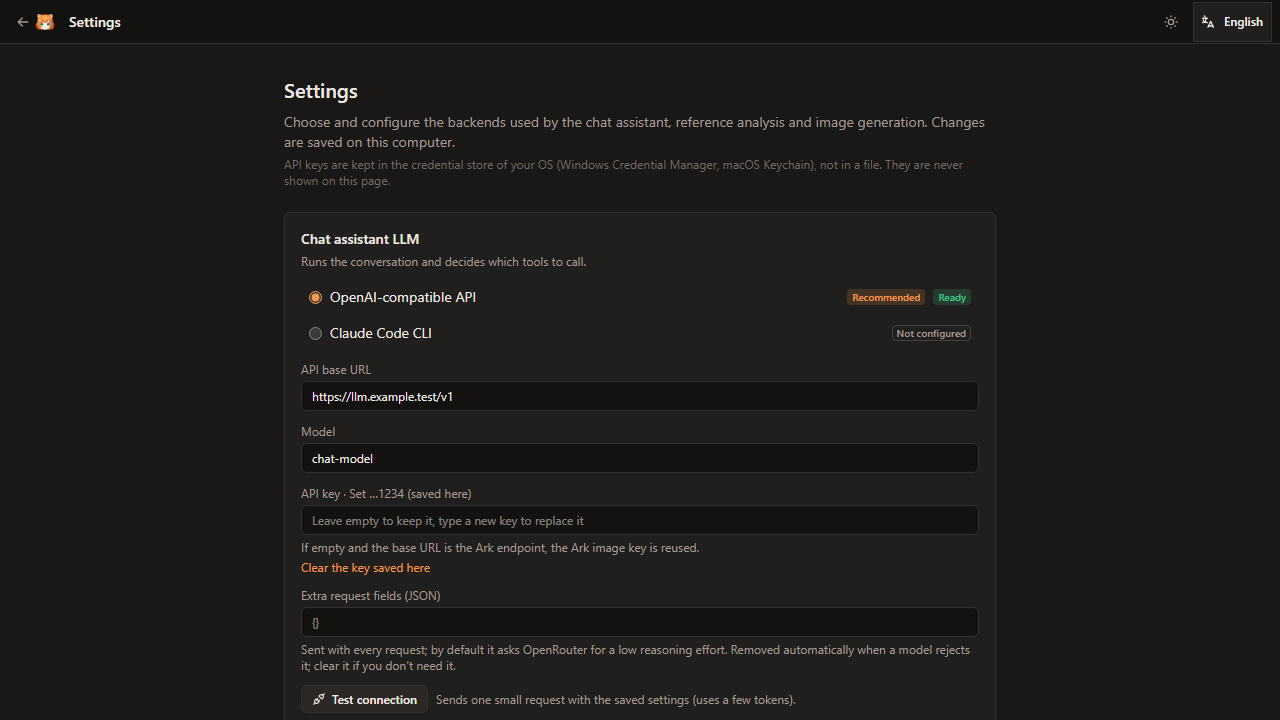 Settings
English
Settings
Choose and configure the backends used by the chat assistant, reference analysis and image generation. Changes
are saved on this computer.
API keys are kept in the credential store of your OS (Windows Credential Manager, macOS Keychain), not in a file. They are never
shown on this page.
Chat assistant LLM
Runs the conversation and decides which tools to call.
OpenAI-compatible API Recommended Ready
Claude Code CLI Not configured
API base URL
https://llm.example.test/v1
Model
chat-model
API key · Set …1234 (saved here)
Leave empty to keep it, type a new key to replace it
If empty and the base URL is the Ark endpoint, the Ark image key is reused.
Clear the key saved here
Extra request fields (JSON)
{}
Sent with every request; by default it asks OpenRouter for a low reasoning effort. Removed automatically when a model rejects
it; clear it if you don't need it.
Test connection Sends one small request with the saved settings (uses a few tokens).